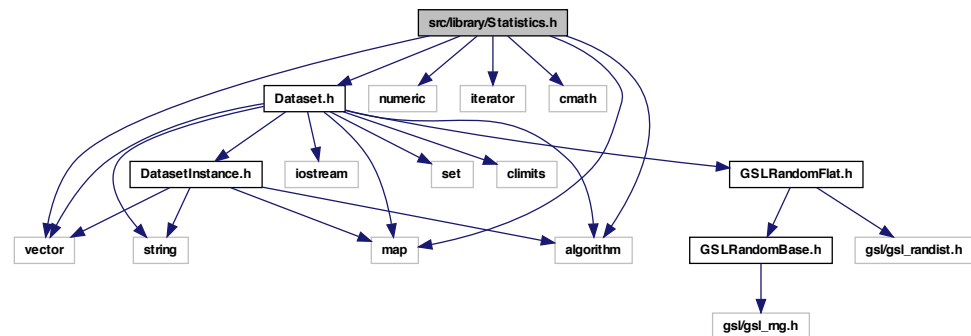 src/library/Statistics.h
Dataset.h
numeric
iterator
cmath
DatasetInstance.h
iostream
set
climits
GSLRandomFlat.h
vector
string
map
algorithm
GSLRandomBase.h
gsl/gsl_randist.h
gsl/gsl_rng.h